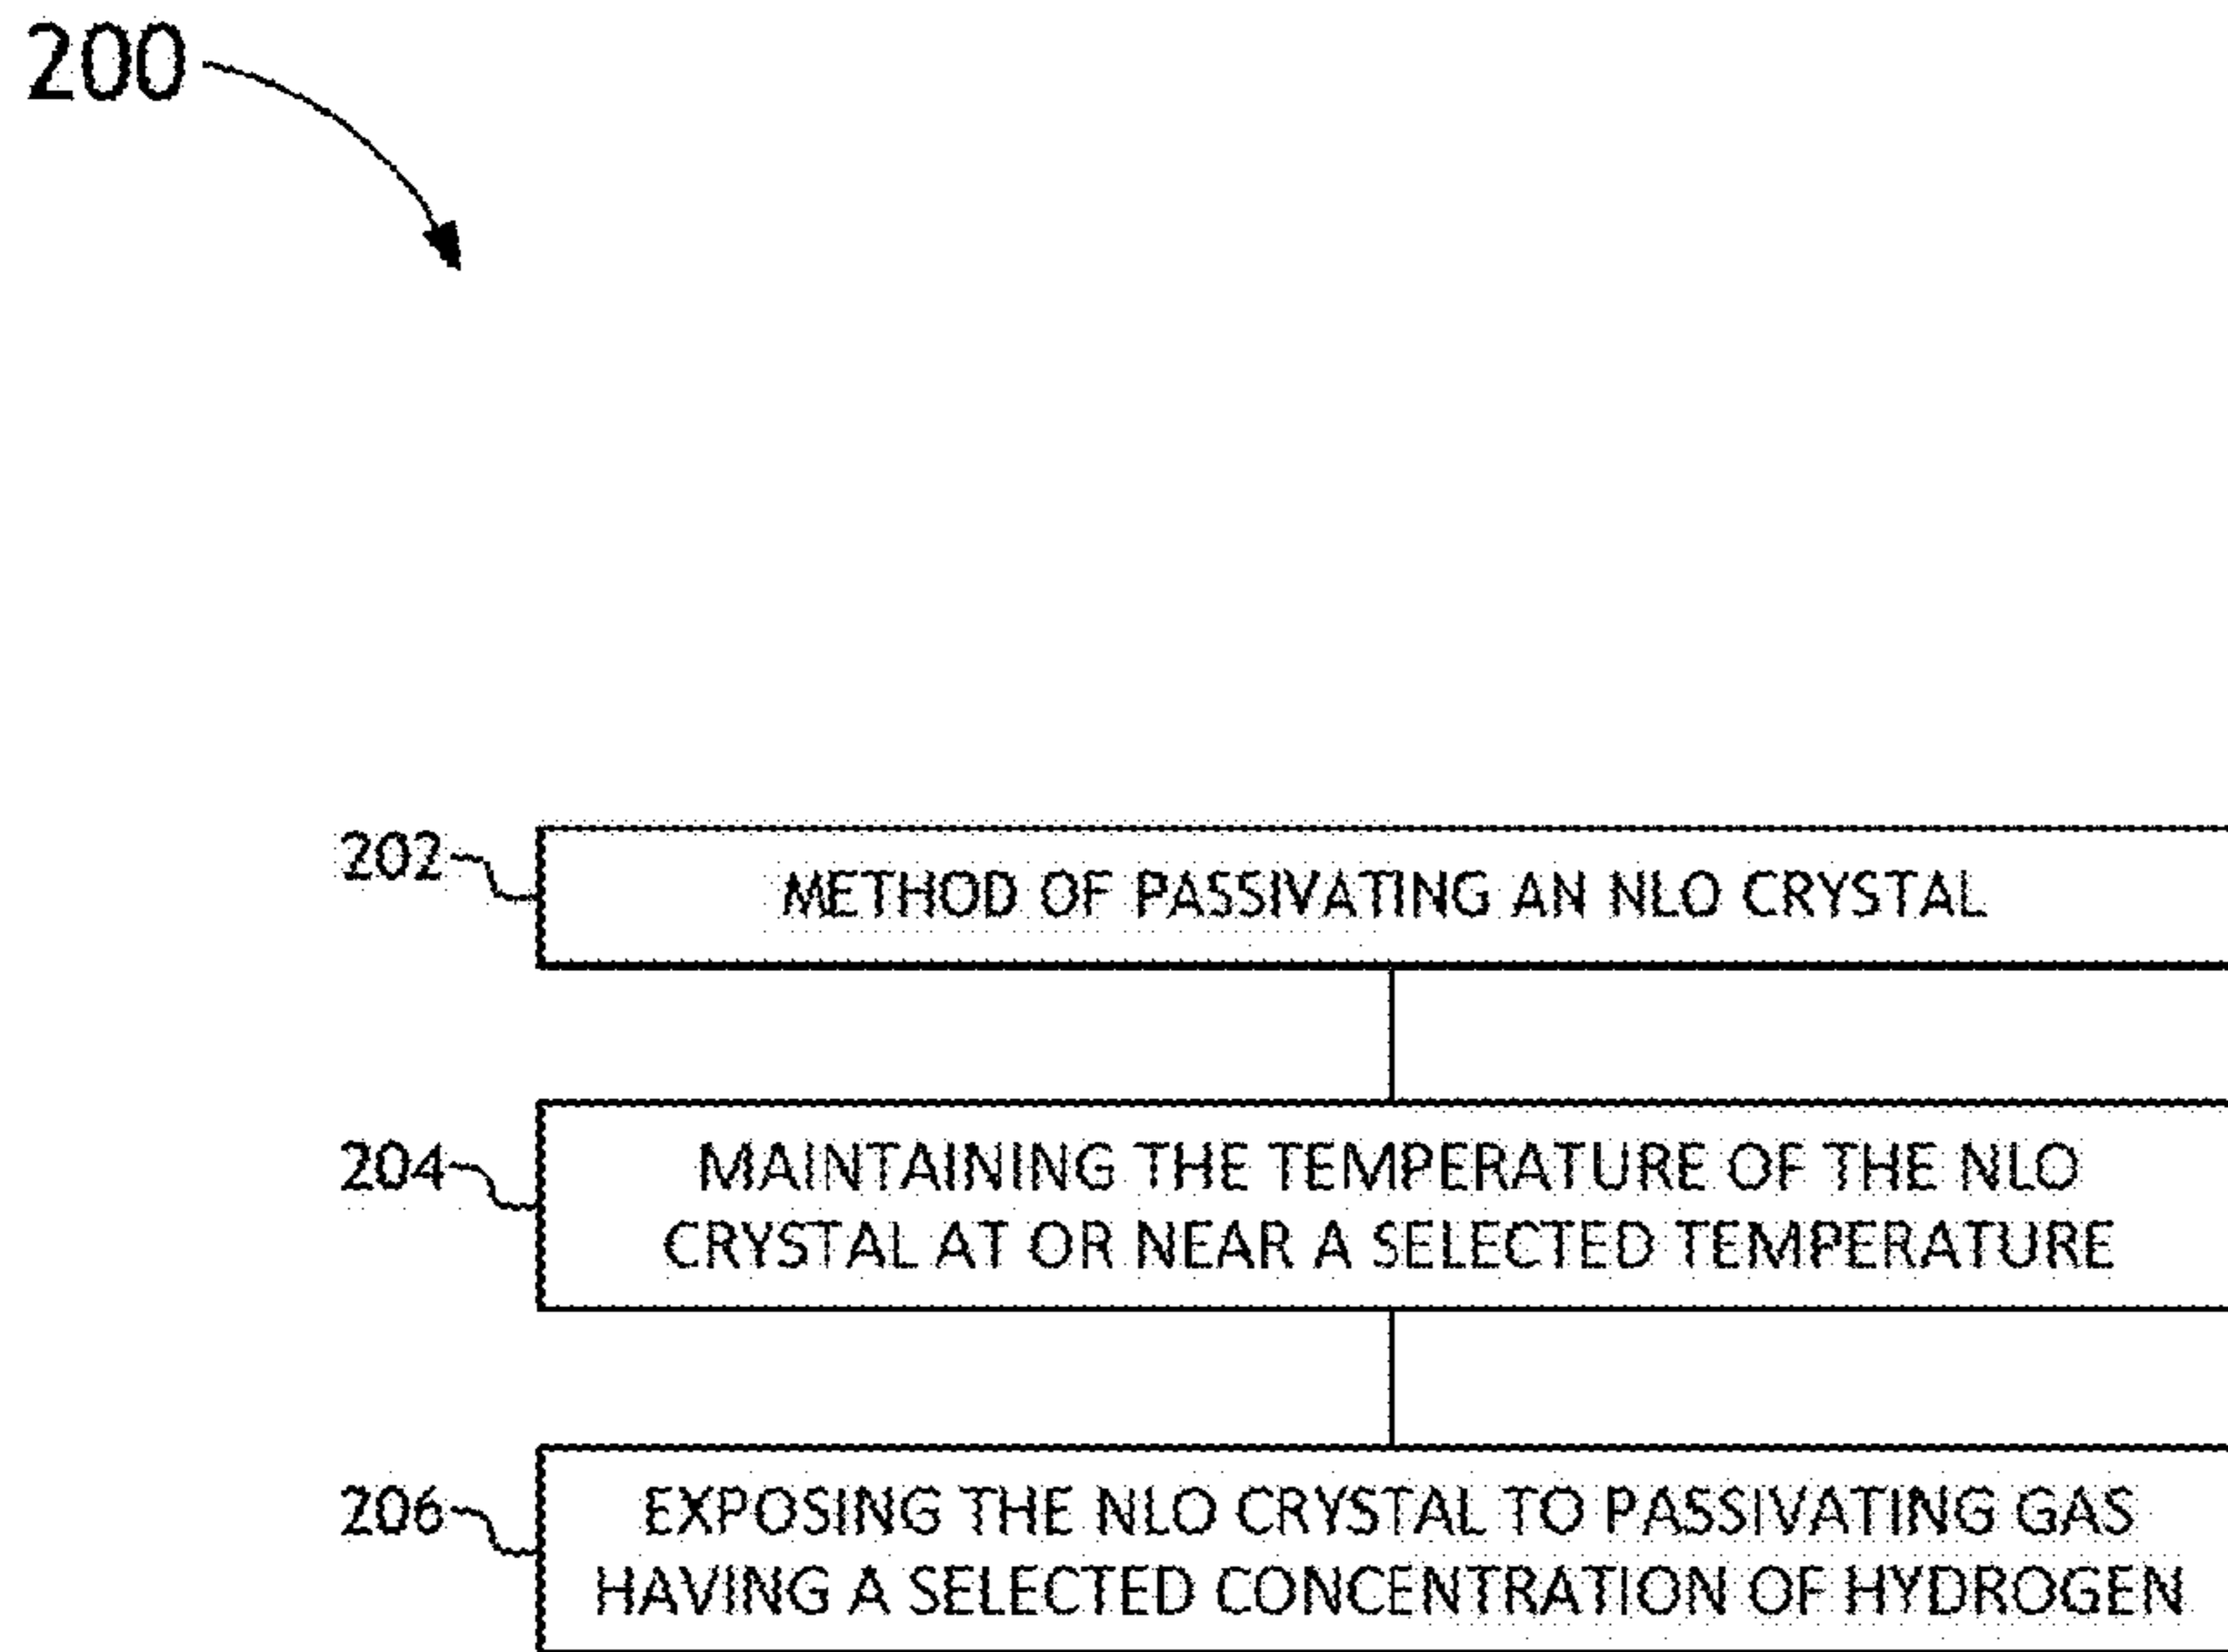 200
202
METHOD OF PASSIVATING AN NLO CRYSTAL
204
MAINTAINING THE TEMPERATURE OF THE NLO
CRYSTAL AT OR NEAR A SELECTED TEMPERATURE
206
EXPOSING THE NLO CRYSTAL TO PASSIVATING GAS
HAVING A SELECTED CONCENTRATION OF HYDROGEN